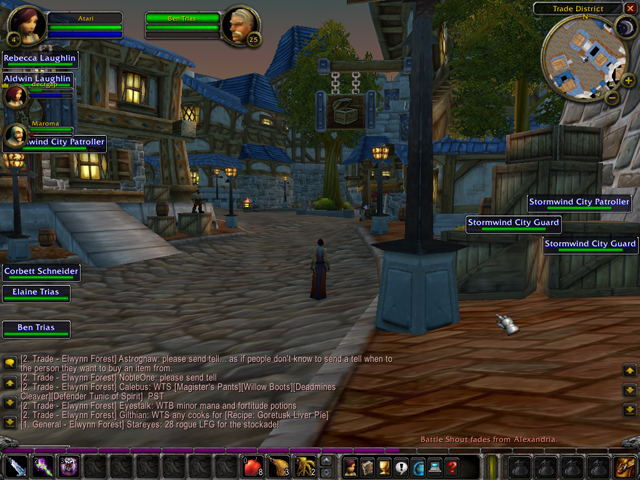 Atari
Ben Trias
Trade District
N
4
25
Rebecca Laughlin
Aldwin Laughlin
Maroma
wind City Patroller
Stormwind City Patroller
Stormwind City Guard
Stormwind City Guard
Corbett Schneider
Elaine Trias
Ben Trias
[2. Trade - Elwynn Forest] Astrognaw: please send tell... as if people don't know to send a tell when to
the person they want to buy an item from.
[2. Trade - Elwynn Forest] NobleOne: please send tell
[2. Trade - Elwynn Forest] Calebus: WTS [Magister's Pants][Willow Boots][Deadmines
Cleaver][Defender Tunic of Spirit] PST
[2. Trade - Elwynn Forest] Eyestalk: WTB minor mana and fortitude potions
[2. Trade - Elwynn Forest] Gilthian: WTS any cooks for [Recipe: Goretusk Liver Pie]
[1. General - Elwynn Forest] Stareyes: 28 rogue LFG for the stockade!
Battle Shout fades from Alexandria.
8
3
2